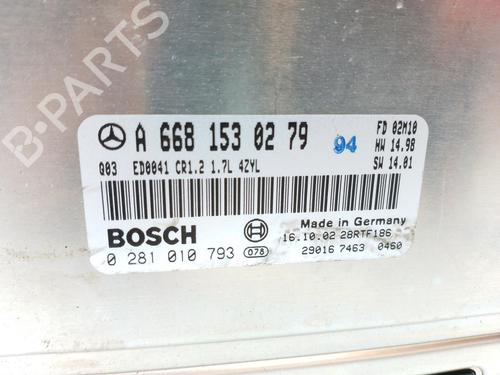 A 668 153 02 79
94
FD 02M10
HW 14.98
SW 14.01
Q03 ED0041 CR1.2 1.7L 4ZYL
BOSCH
Made in Germany
16.10.02 28RTF186
0 281 010 793
078
29016 7463 0460
B-PARTS